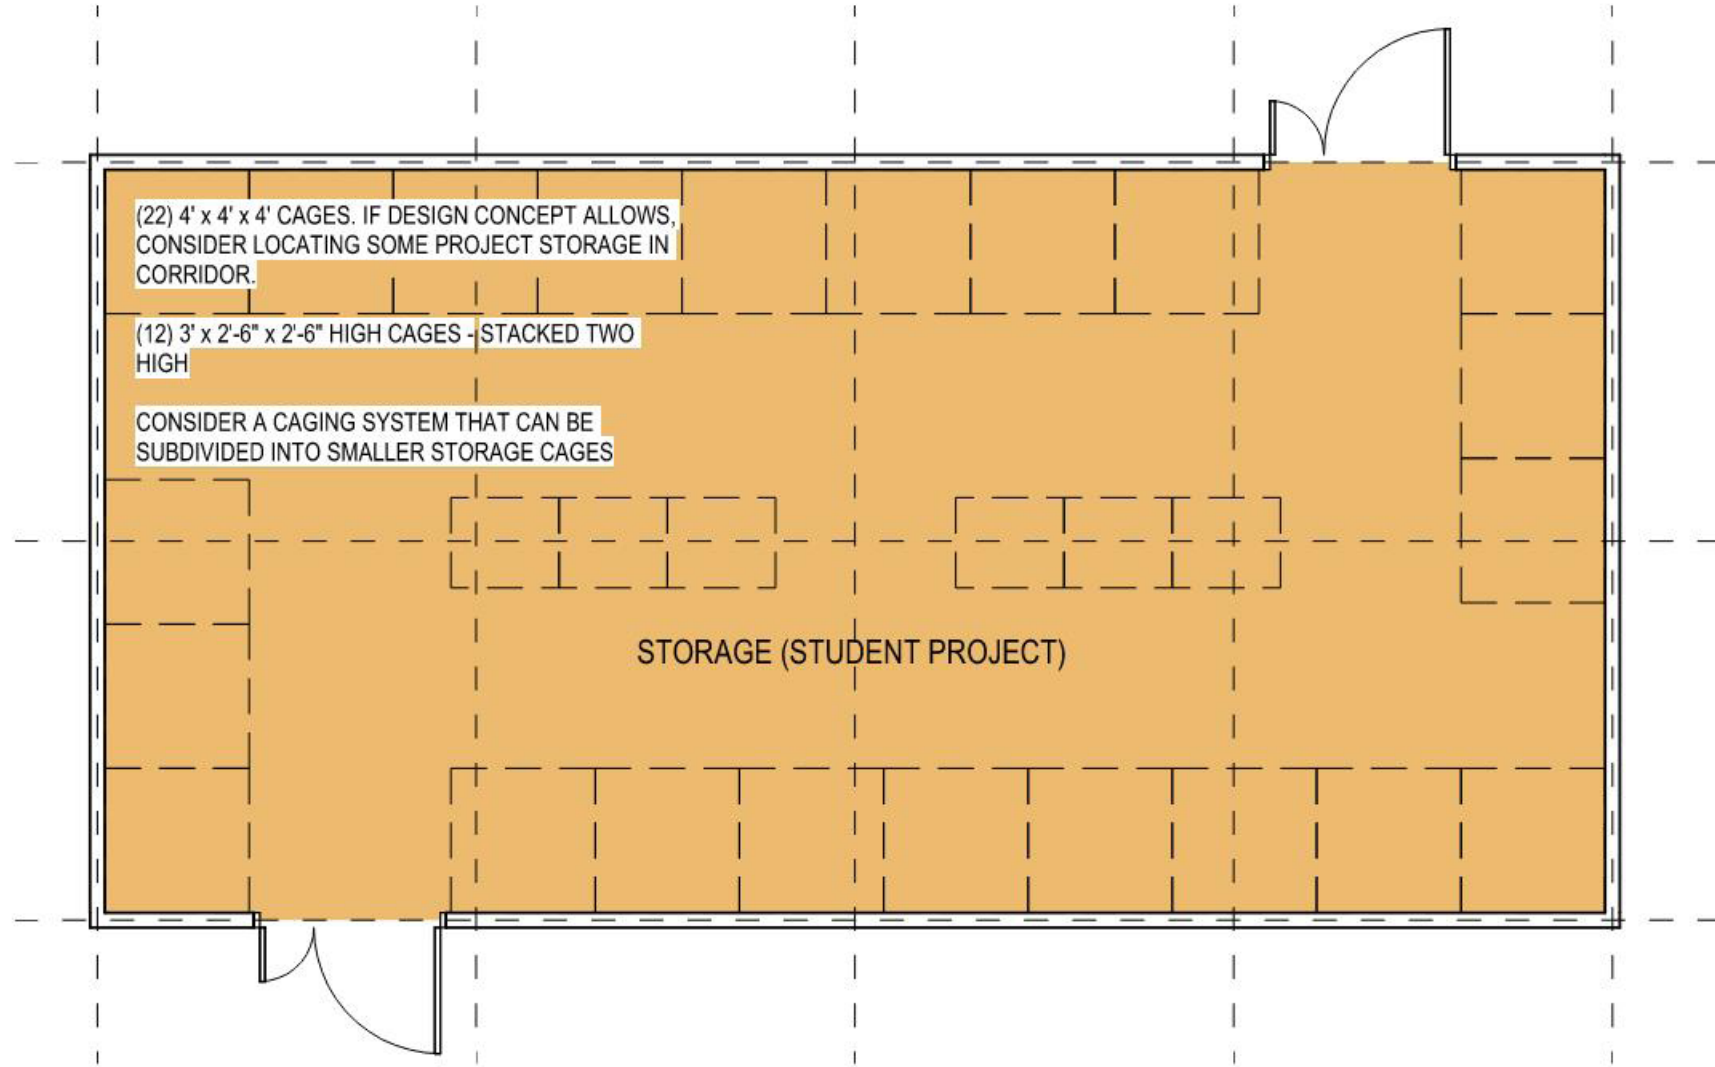 (22) 4' x 4' x 4' CAGES. IF DESIGN CONCEPT ALLOWS,
CONSIDER LOCATING SOME PROJECT STORAGE IN
CORRIDOR.
(12) 3' x 2'-6" x 2'-6" HIGH CAGES - STACKED TWO
HIGH
CONSIDER A CAGING SYSTEM THAT CAN BE
SUBDIVIDED INTO SMALLER STORAGE CAGES
STORAGE (STUDENT PROJECT)